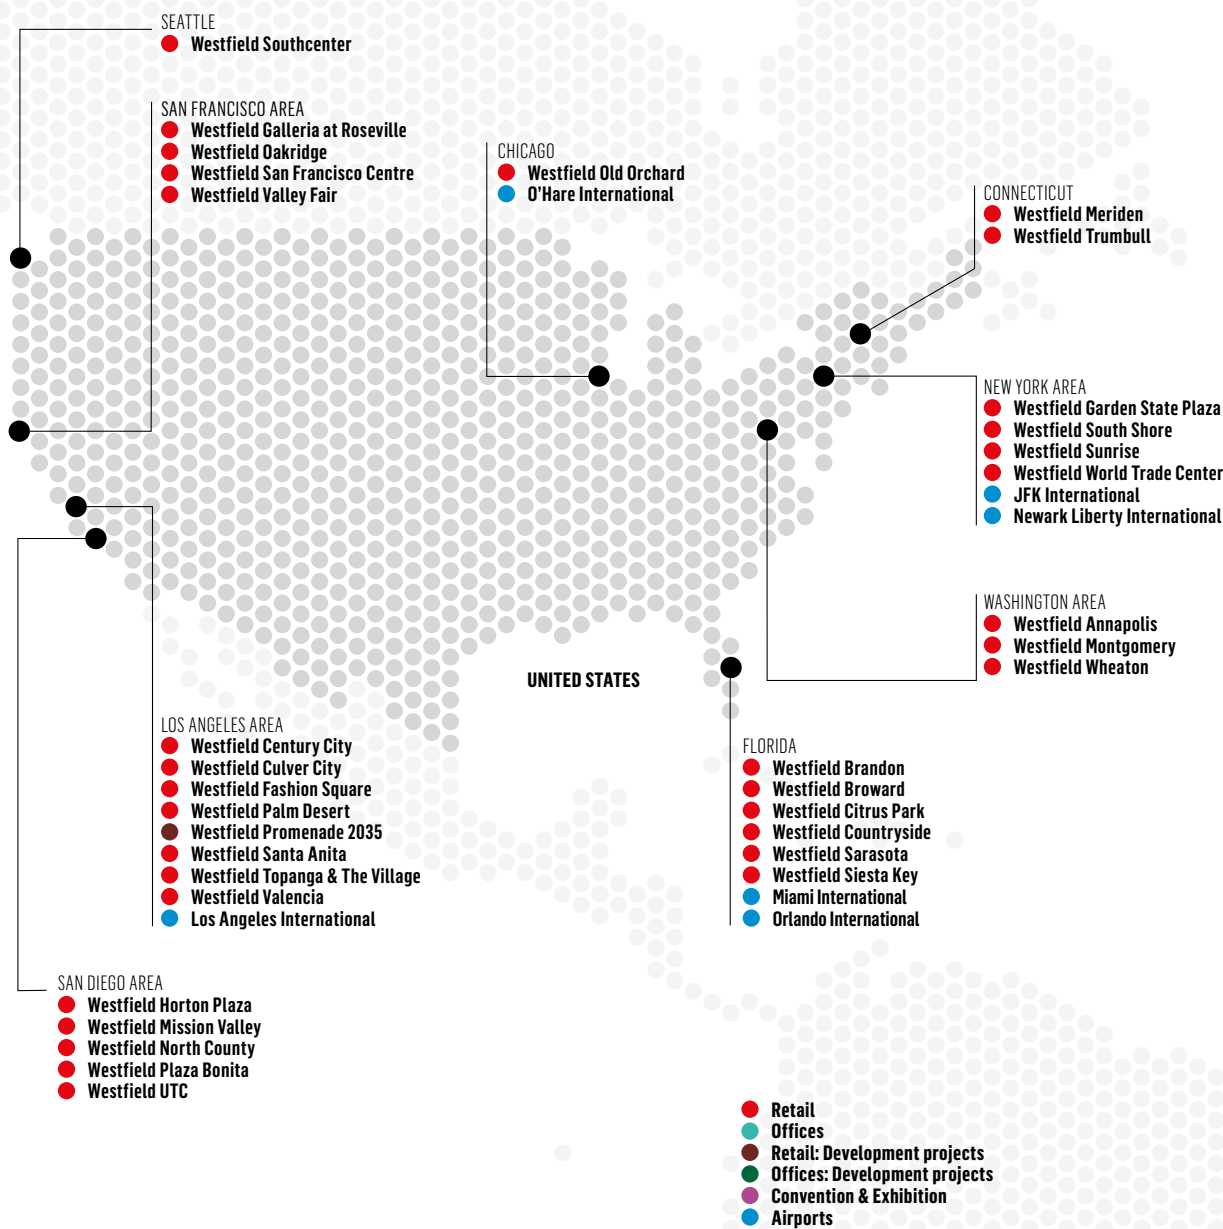 SEATTLE
Westfield Southcenter
SAN FRANCISCO AREA
Westfield Galleria at Roseville
Westfield Oakridge
Westfield San Francisco Centre
Westfield Valley Fair
CHICAGO
Westfield Old Orchard
O'Hare International
CONNECTICUT
Westfield Meriden
Westfield Trumbull
NEW YORK AREA
Westfield Garden State Plaza
Westfield South Shore
Westfield Sunrise
Westfield World Trade Center
JFK International
Newark Liberty International
WASHINGTON AREA
Westfield Annapolis
Westfield Montgomery
Westfield Wheaton
UNITED STATES
LOS ANGELES AREA
Westfield Century City
Westfield Culver City
Westfield Fashion Square
Westfield Palm Desert
Westfield Promenade 2035
Westfield Santa Anita
Westfield Topanga & The Village
Westfield Valencia
Los Angeles International
FLORIDA
Westfield Brandon
Westfield Broward
Westfield Citrus Park
Westfield Countryside
Westfield Sarasota
Westfield Siesta Key
Miami International
Orlando International
SAN DIEGO AREA
Westfield Horton Plaza
Westfield Mission Valley
Westfield North County
Westfield Plaza Bonita
Westfield UTC
Retail
Offices
Retail: Development projects
Offices: Development projects
Convention & Exhibition
Airports